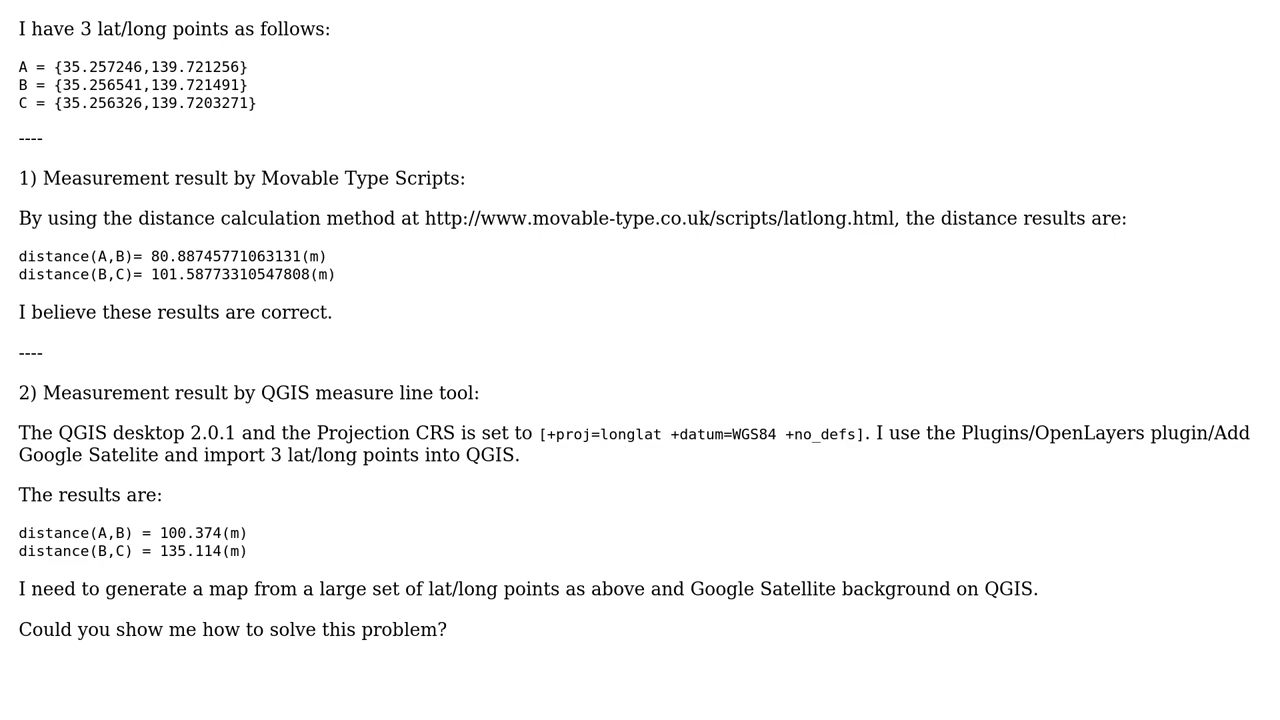 I have 3 lat/long points as follows:
A = {35.257246,139.721256}
B = {35.256541,139.721491}
C = {35.256326,139.7203271}
----
1) Measurement result by Movable Type Scripts:
By using the distance calculation method at http://www.movable-type.co.uk/scripts/latlong.html, the distance results are:
distance(A,B)= 80.88745771063131(m)
distance(B,C)= 101.58773310547808(m)
I believe these results are correct.
----
2) Measurement result by QGIS measure line tool:
The QGIS desktop 2.0.1 and the Projection CRS is set to [+proj=longlat +datum=WGS84 +no_defs]. I use the Plugins/OpenLayers plugin/Add
Google Satelite and import 3 lat/long points into QGIS.
The results are:
distance(A,B) = 100.374(m)
distance(B,C) = 135.114(m)
I need to generate a map from a large set of lat/long points as above and Google Satellite background on QGIS.
Could you show me how to solve this problem?